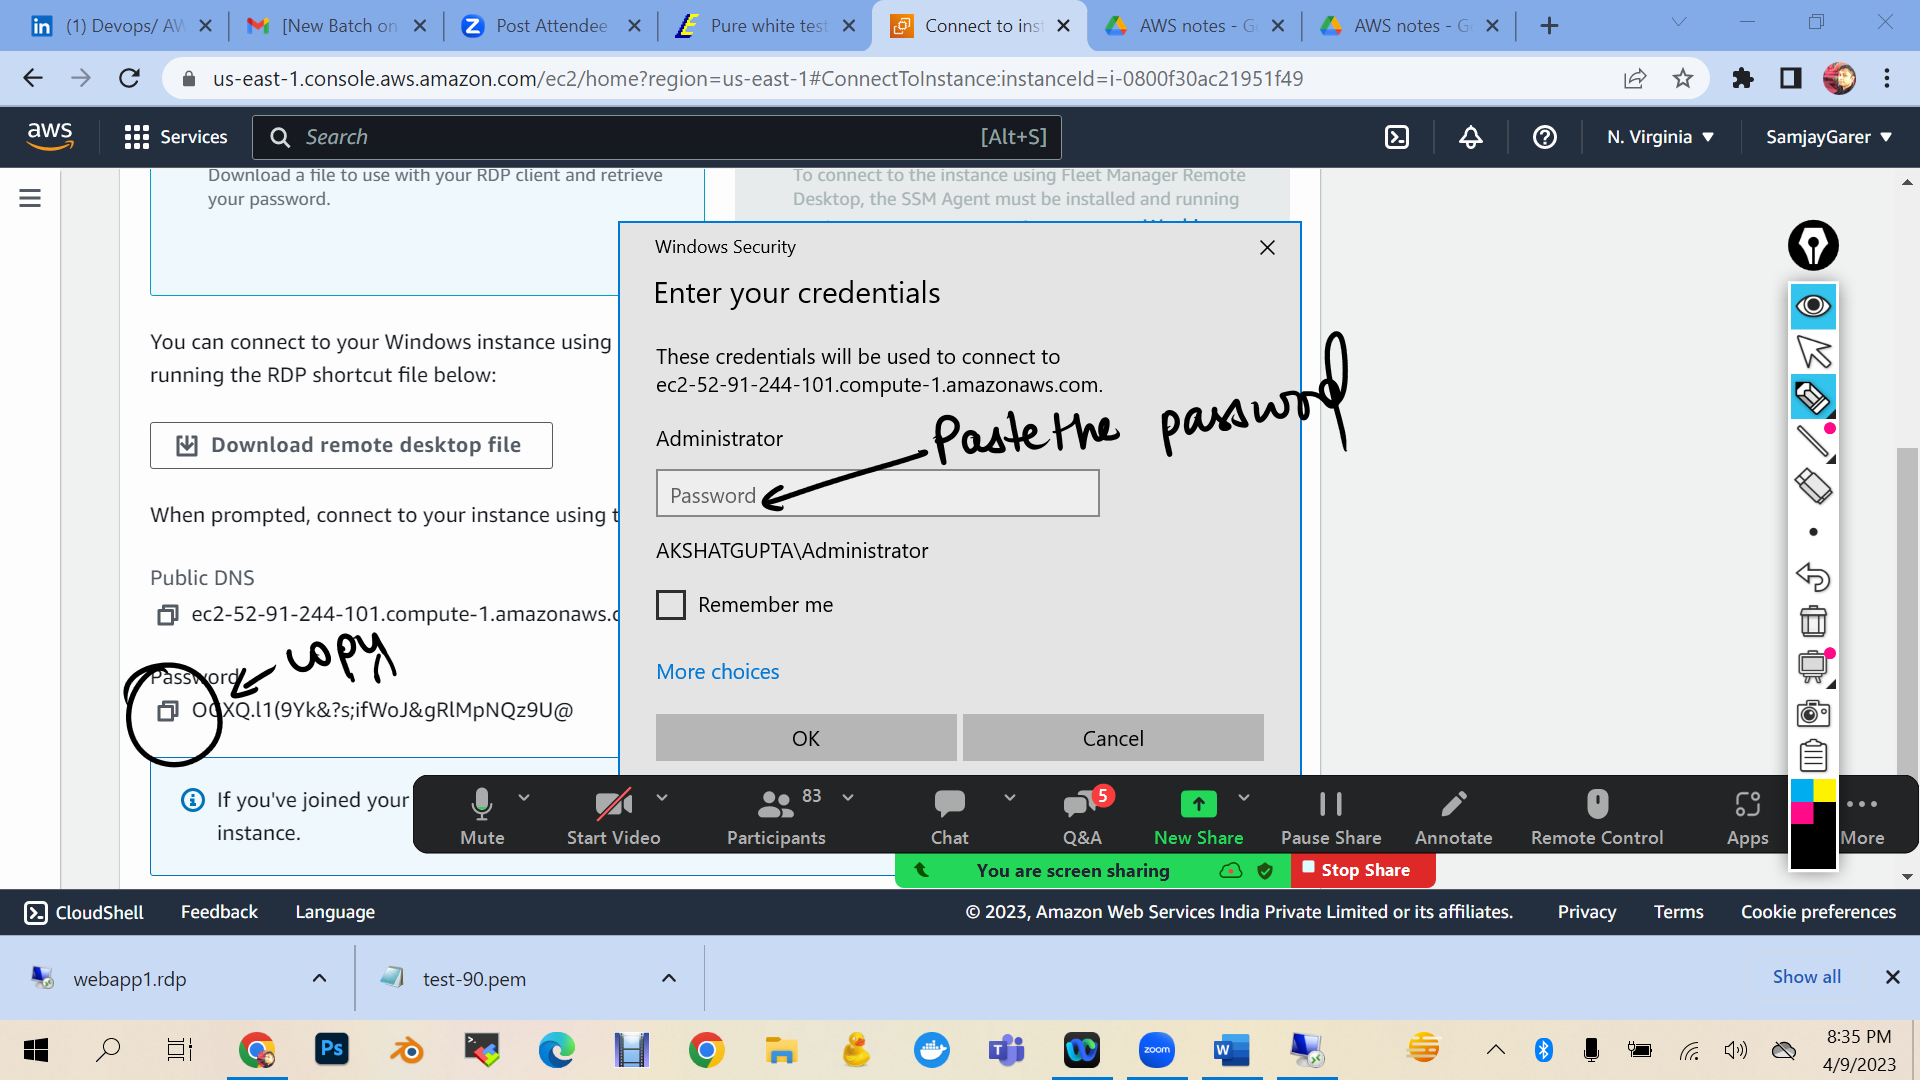 (1) Devops/ AW
[New Batch on
Post Attendee
Pure white test
Connect to inst
AWS notes - Go
AWS notes - Go
us-east-1.console.aws.amazon.com/ec2/home?region=us-east-1#ConnectToInstance:instanceId=i-0800f30ac21951f49
aws
Services
Search
[Alt+S]
N. Virginia
SamjayGarer
Download a file to use with your RDP client and retrieve
your password.
To connect to the instance using Fleet Manager Remote
Desktop, the SSM Agent must be installed and running
You can connect to your Windows instance using
running the RDP shortcut file below:
Download remote desktop file
When prompted, connect to your instance using t
Public DNS
ec2-52-91-244-101.compute-1.amazonaws.c
copy
Password
OGXQ.l1(9Yk&?s;ifWoJ&gRlMpNQz9U@
If you've joined your
instance.
Windows Security
Enter your credentials
These credentials will be used to connect to
ec2-52-91-244-101.compute-1.amazonaws.com.
Paste the password
Administrator
Password
AKSHATGUPTA\Administrator
Remember me
More choices
OK
Cancel
Mute
Start Video
83
Participants
Chat
5
Q&A
New Share
Pause Share
Annotate
Remote Control
Apps
More
You are screen sharing
Stop Share
CloudShell
Feedback
Language
© 2023, Amazon Web Services India Private Limited or its affiliates.
Privacy
Terms
Cookie preferences
webapp1.rdp
test-90.pem
Show all
Ps
zoom
W
8:35 PM
4/9/2023